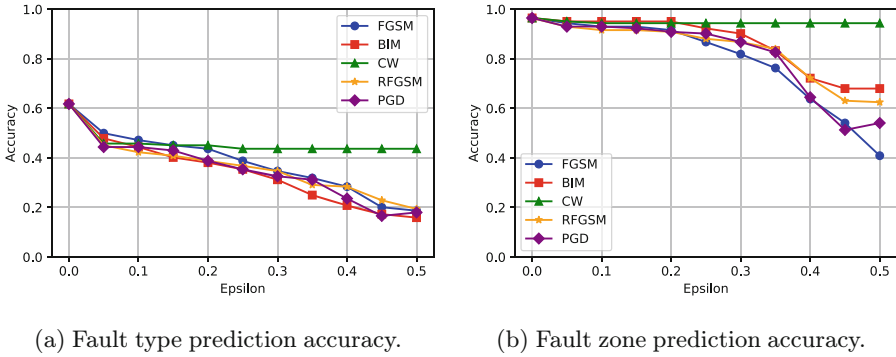 1.0
0.8
0.6
0.4
0.2
0.0
Accuracy
0.0 0.1 0.2 0.3 0.4 0.5
Epsilon
FGSM
BIM
CW
RFGSM
PGD
(a) Fault type prediction accuracy.
1.0
0.8
0.6
0.4
0.2
0.0
Accuracy
FGSM
BIM
CW
RFGSM
PGD
0.0 0.1 0.2 0.3 0.4 0.5
Epsilon
(b) Fault zone prediction accuracy.